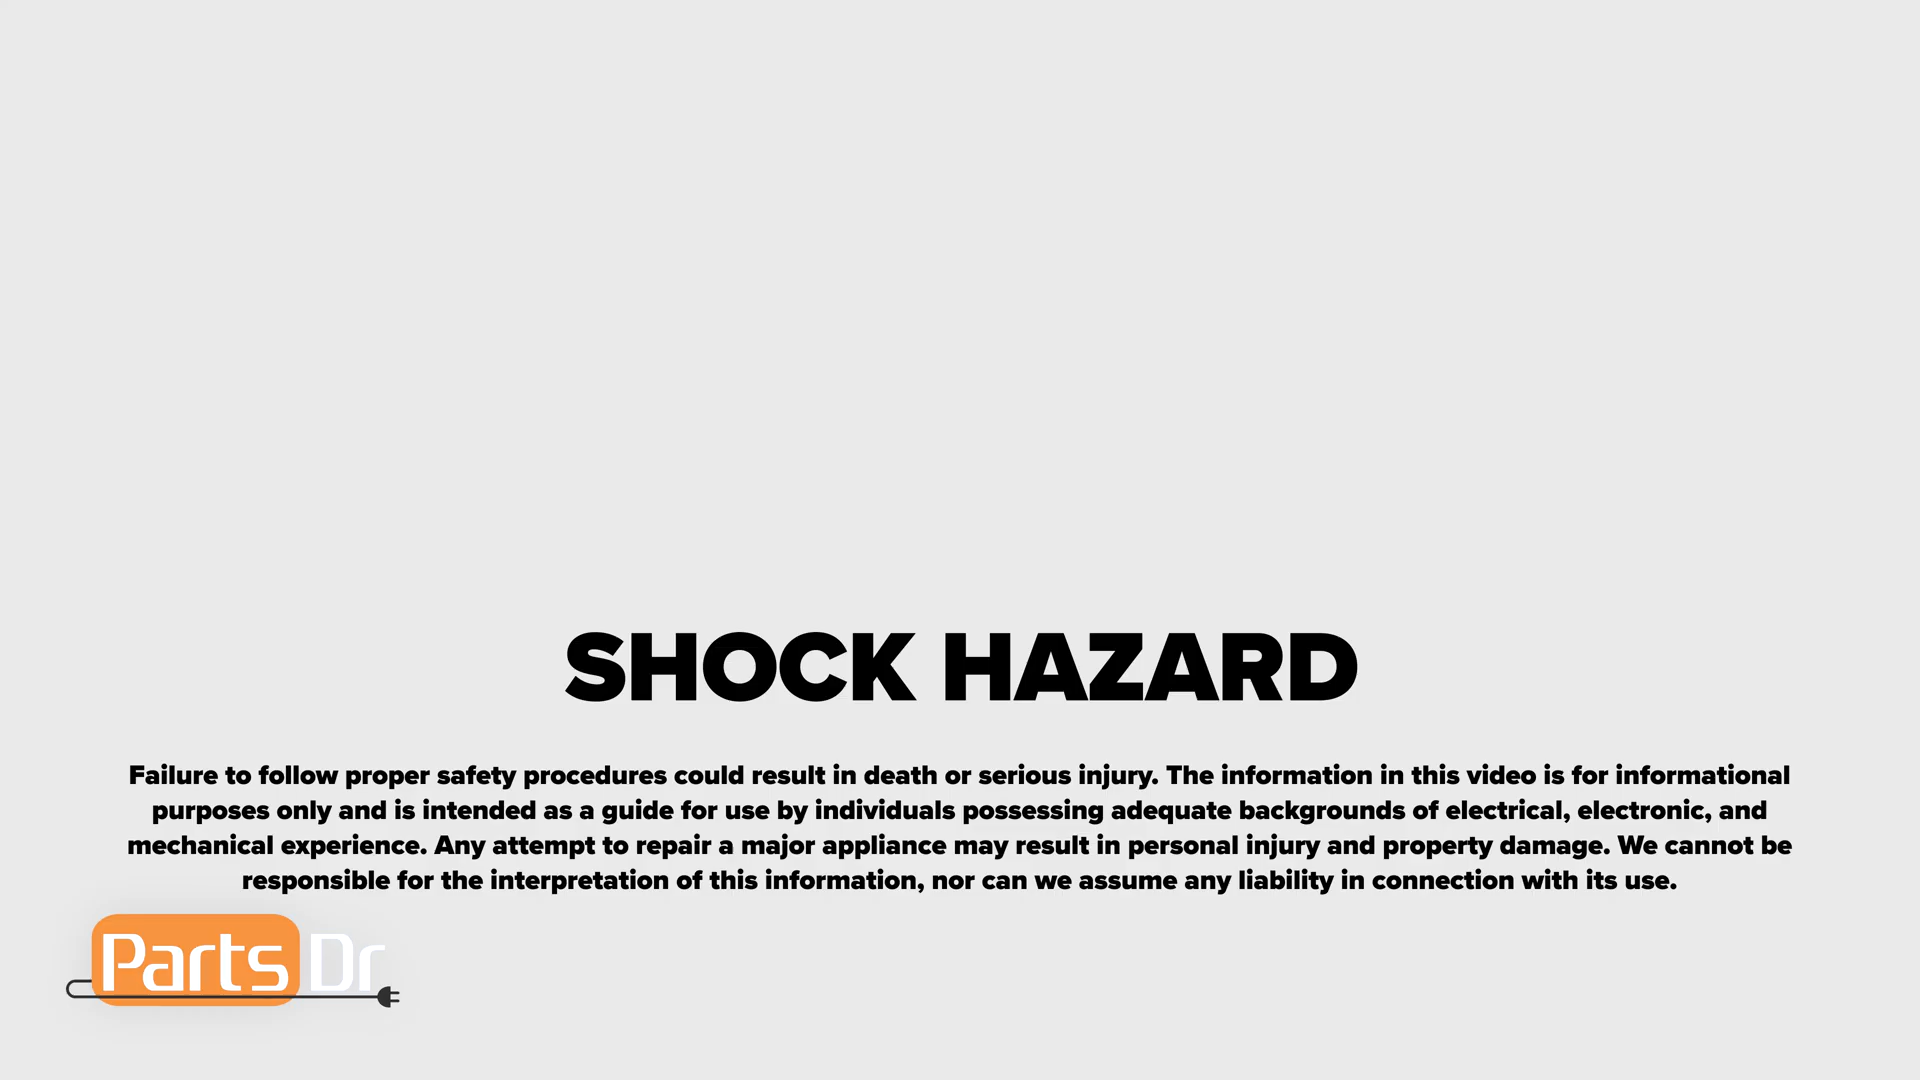 SHOCK HAZARD
Failure to follow proper safety procedures could result in death or serious injury. The information in this video is for informational
purposes only and is intended as a guide for use by individuals possessing adequate backgrounds of electrical, electronic, and
mechanical experience. Any attempt to repair a major appliance may result in personal injury and property damage. We cannot be
responsible for the interpretation of this information, nor can we assume any liability in connection with its use.
Parts Dr